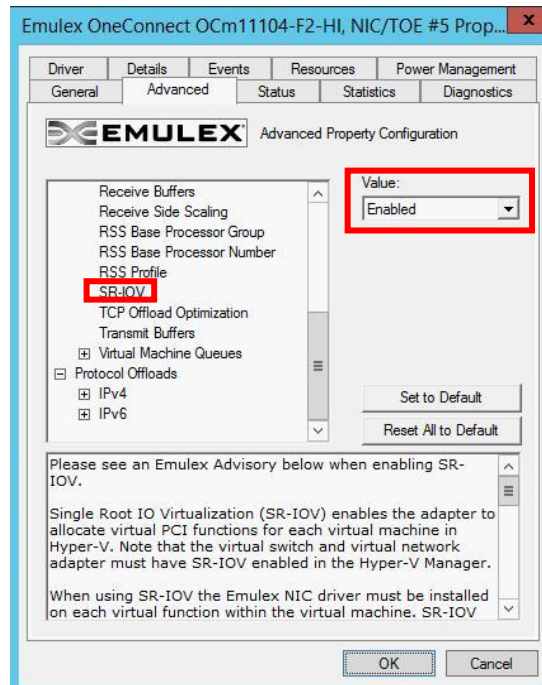 Emulex OneConnect OCm11104-F2-HI, NIC/TOE #5 Prop...
x
Driver Details Events Resources Power Management
General Advanced Status Statistics Diagnostics
EMULEX Advanced Property Configuration
Value:
Enabled
Receive Buffers
Receive Side Scaling
RSS Base Processor Group
RSS Base Processor Number
RSS Profile
SR-IOV
TCP Offload Optimization
Transmit Buffers
Virtual Machine Queues
Protocol Offloads
IPv4
IPv6
Set to Default
Reset All to Default
Please see an Emulex Advisory below when enabling SR-
IOV.
Single Root IO Virtualization (SR-IOV) enables the adapter to
allocate virtual PCI functions for each virtual machine in
Hyper-V. Note that the virtual switch and virtual network
adapter must have SR-IOV enabled in the Hyper-V Manager.
When using SR-IOV the Emulex NIC driver must be installed
on each virtual function within the virtual machine. SR-IOV
OK Cancel